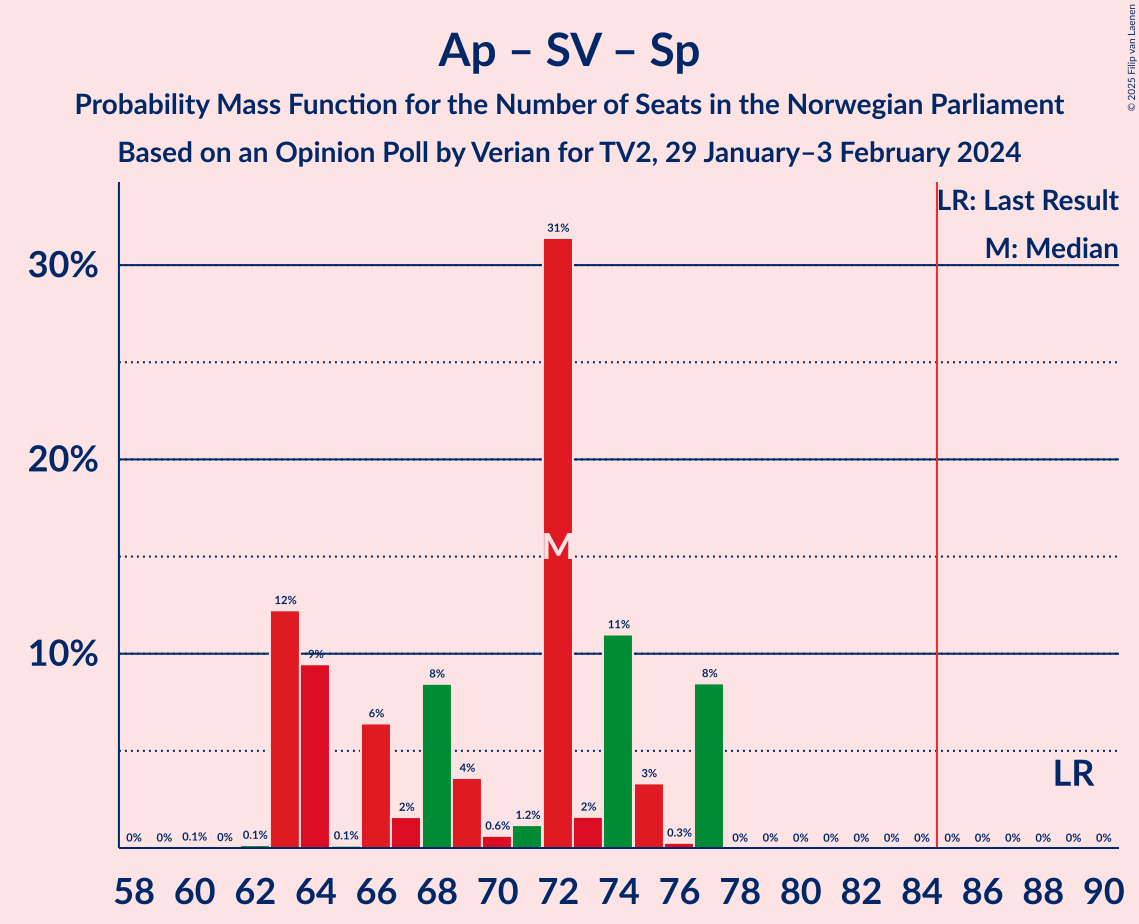 Ap – SV – Sp
Probability Mass Function for the Number of Seats in the Norwegian Parliament
Based on an Opinion Poll by Verian for TV2, 29 January–3 February 2024
© 2025 Filip van Laenen
LR: Last Result
M: Median
30%
20%
10%
0% 0% 0.1% 0% 0.1% 12% 9% 0.1% 6% 2% 8% 4% 0.6% 1.2% 31% 2% 11% 3% 0.3% 8% 0% 0% 0% 0% 0% 0% 0% 0% 0% 0% 0% 0% 0%
M
LR
58 60 62 64 66 68 70 72 74 76 78 80 82 84 86 88 90